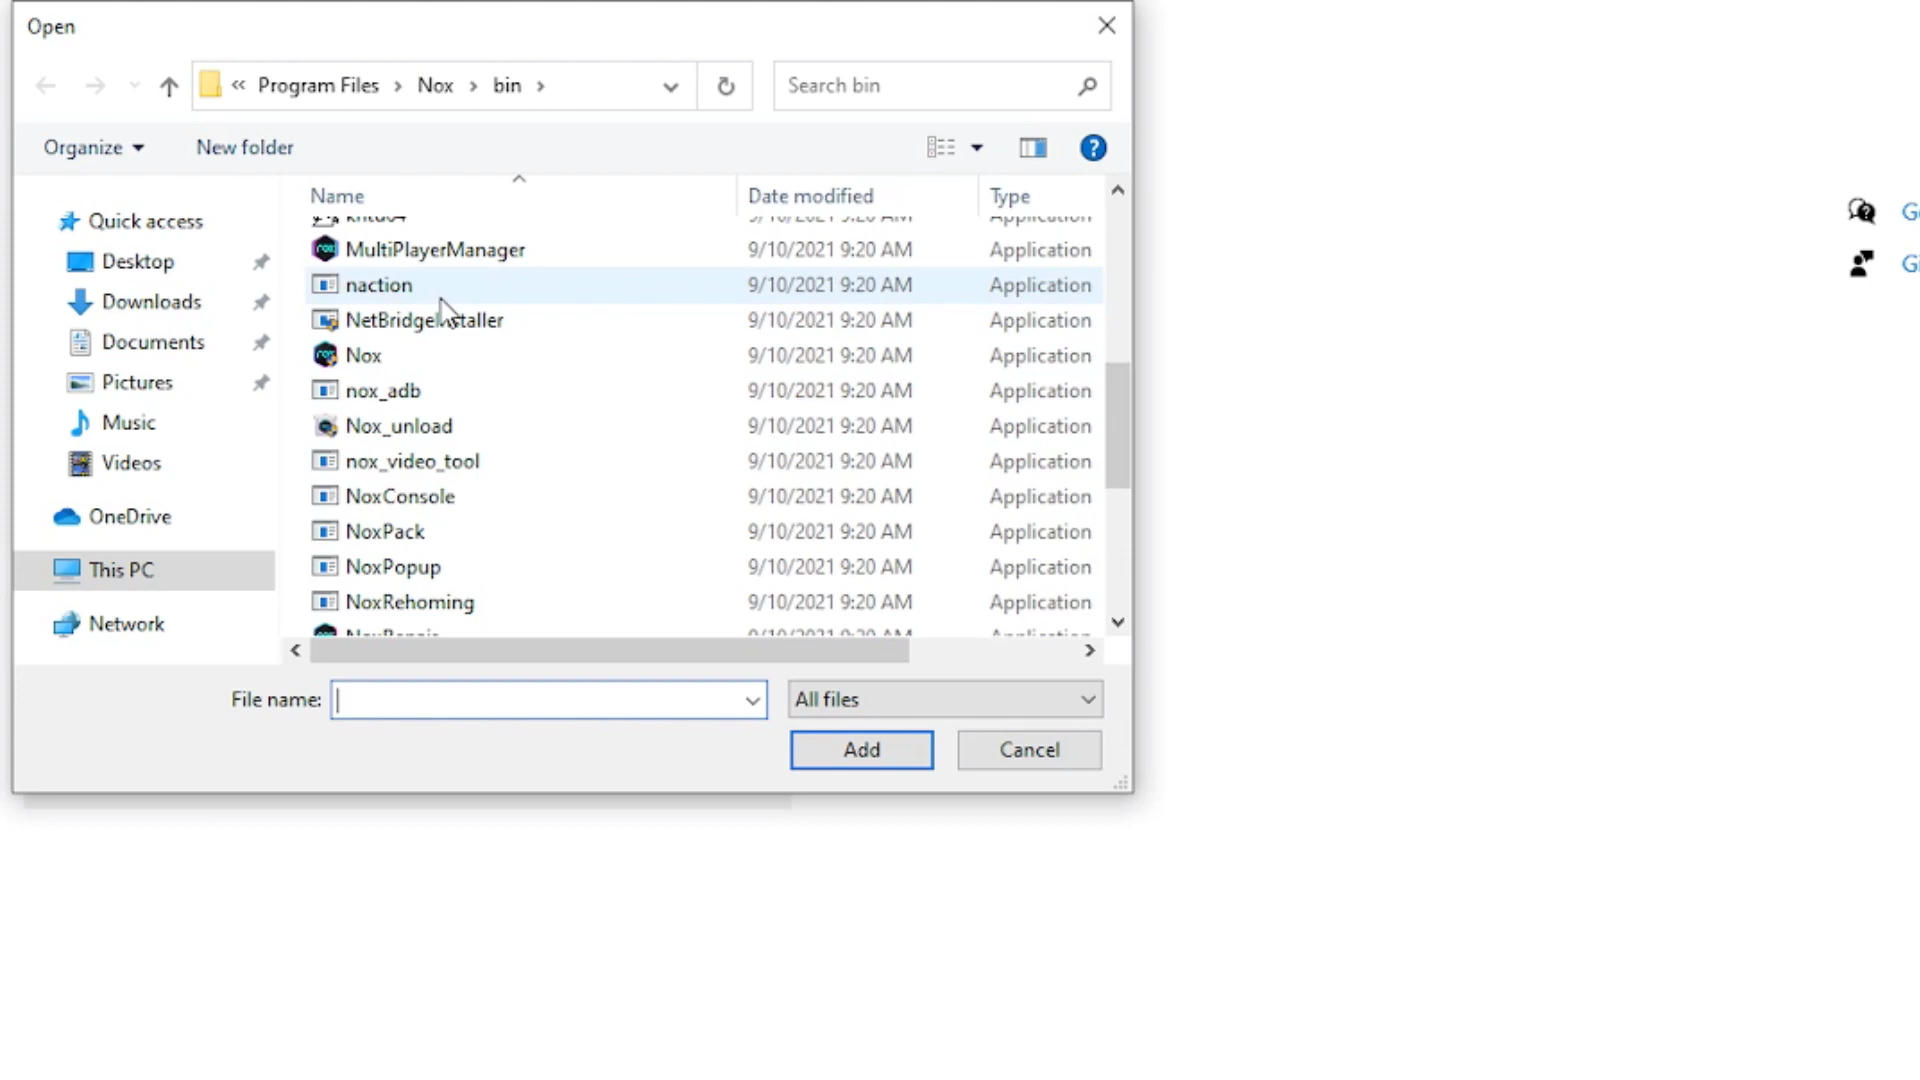 Open
« Program Files › Nox › bin ›
Search bin
Organize
New folder
Name
Date modified
Type
Quick access
Desktop
Downloads
Documents
Pictures
Music
Videos
OneDrive
This PC
Network
MultiPlayerManager 9/10/2021 9:20 AM Application
naction 9/10/2021 9:20 AM Application
9/10/2021 9:20 AM Application
Nox 9/10/2021 9:20 AM Application
nox_adb 9/10/2021 9:20 AM Application
Nox_unload 9/10/2021 9:20 AM Application
nox_video_tool 9/10/2021 9:20 AM Application
NoxConsole 9/10/2021 9:20 AM Application
NoxPack 9/10/2021 9:20 AM Application
NoxPopup 9/10/2021 9:20 AM Application
NoxRehoming 9/10/2021 9:20 AM Application
File name:
All files
Add
Cancel